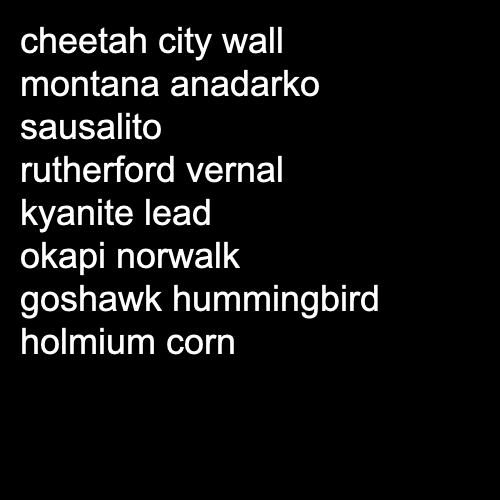 cheetah city wall
montana anadarko
sausalito
rutherford vernal
kyanite lead
okapi norwalk
goshawk hummingbird
holmium corn